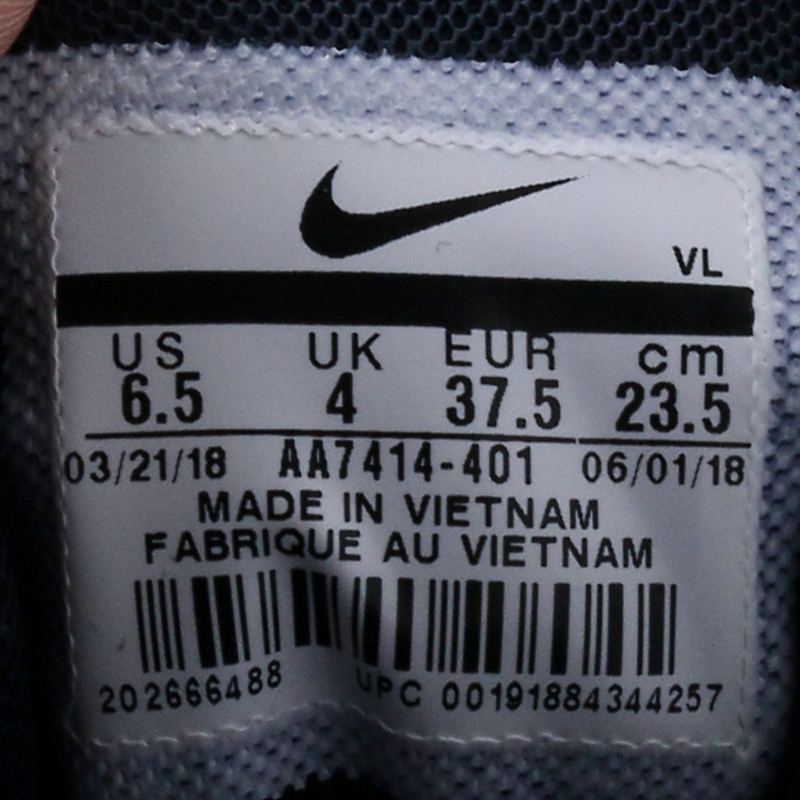 VL
US UK EUR cm
6.5 4 37.5 23.5
03/21/18 AA7414-401 06/01/18
MADE IN VIETNAM
FABRIQUE AU VIETNAM
202666488 UPC 00191884344257